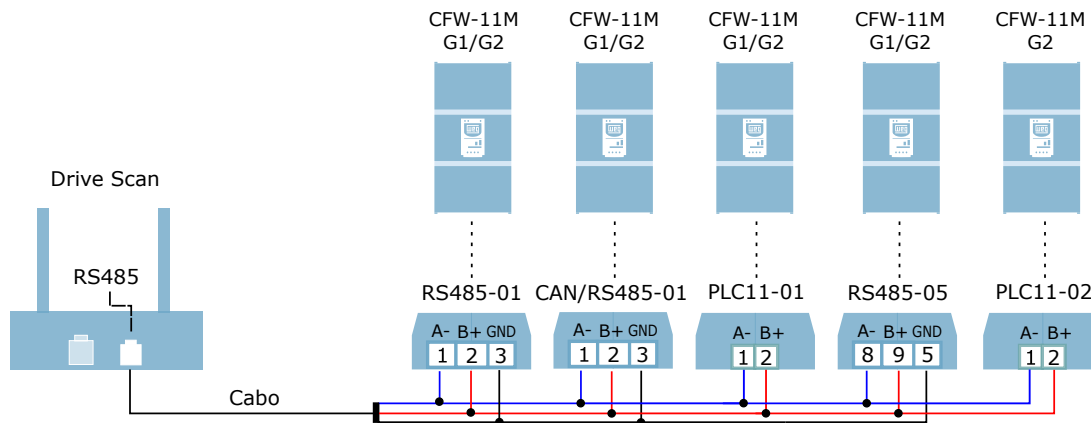 CFW-11M
G1/G2
CFW-11M
G1/G2
CFW-11M
G1/G2
CFW-11M
G1/G2
CFW-11M
G2
Drive Scan
RS485
RS485-01
CAN/RS485-01
PLC11-01
RS485-05
PLC11-02
A- B+ GND
1 2 3
A- B+ GND
1 2 3
A- B+
1 2
A- B+ GND
8 9 5
A- B+
1 2
Cabo